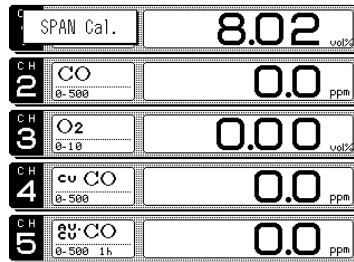 SPAN Cal.
8.02 vol%
CH 2 CO 0-500 0.0 ppm
CH 3 O2 0-10 0.00 vol%
CH 4 cv CO 0-500 0.0 ppm
CH 5 av. cv CO 0-500 1h 0.0 ppm